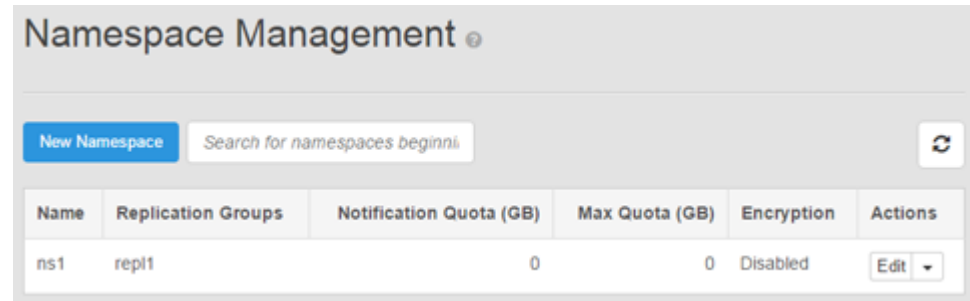 Namespace Management
New Namespace Search for namespaces beginni
Name Replication Groups Notification Quota (GB) Max Quota (GB) Encryption Actions
ns1 repl1 0 0 Disabled Edit